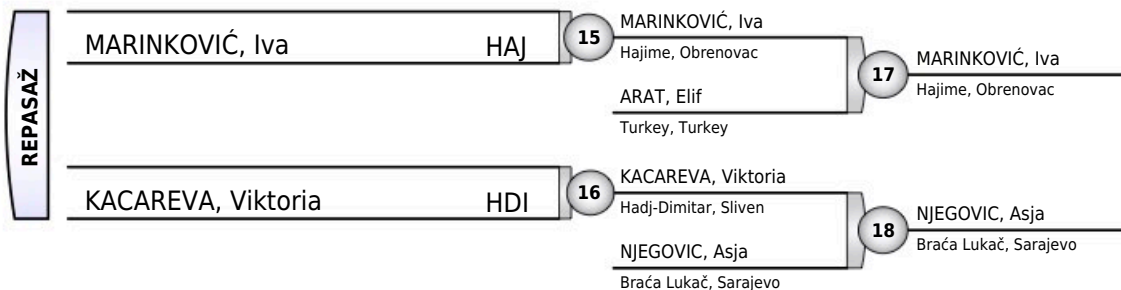 REPASAŽ
MARINKOVIĆ, Iva HAJ
15
MARINKOVIĆ, Iva
Hajime, Obrenovac
ARAT, Elif
Turkey, Turkey
17
MARINKOVIĆ, Iva
Hajime, Obrenovac
KACAREVA, Viktoria HDI
16
KACAREVA, Viktoria
Hadj-Dimitar, Sliven
NJEGOVIC, Asja
Braća Lukač, Sarajevo
18
NJEGOVIC, Asja
Braća Lukač, Sarajevo